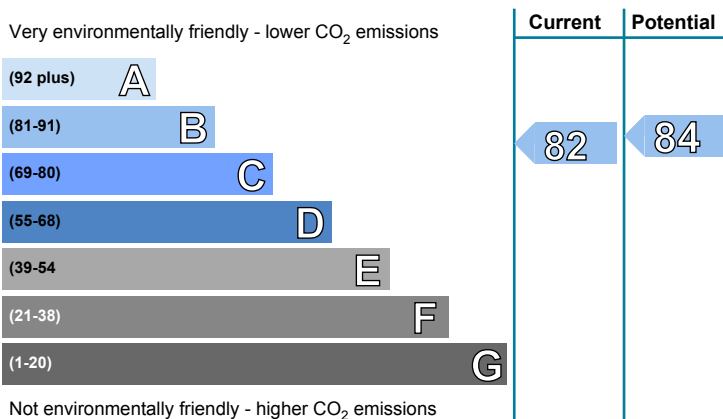 Very environmentally friendly - lower CO₂ emissions
Current
Potential
(92 plus) A
(81-91) B
(69-80) C
(55-68) D
(39-54 E
(21-38) F
(1-20) G
82
84
Not environmentally friendly - higher CO₂ emissions